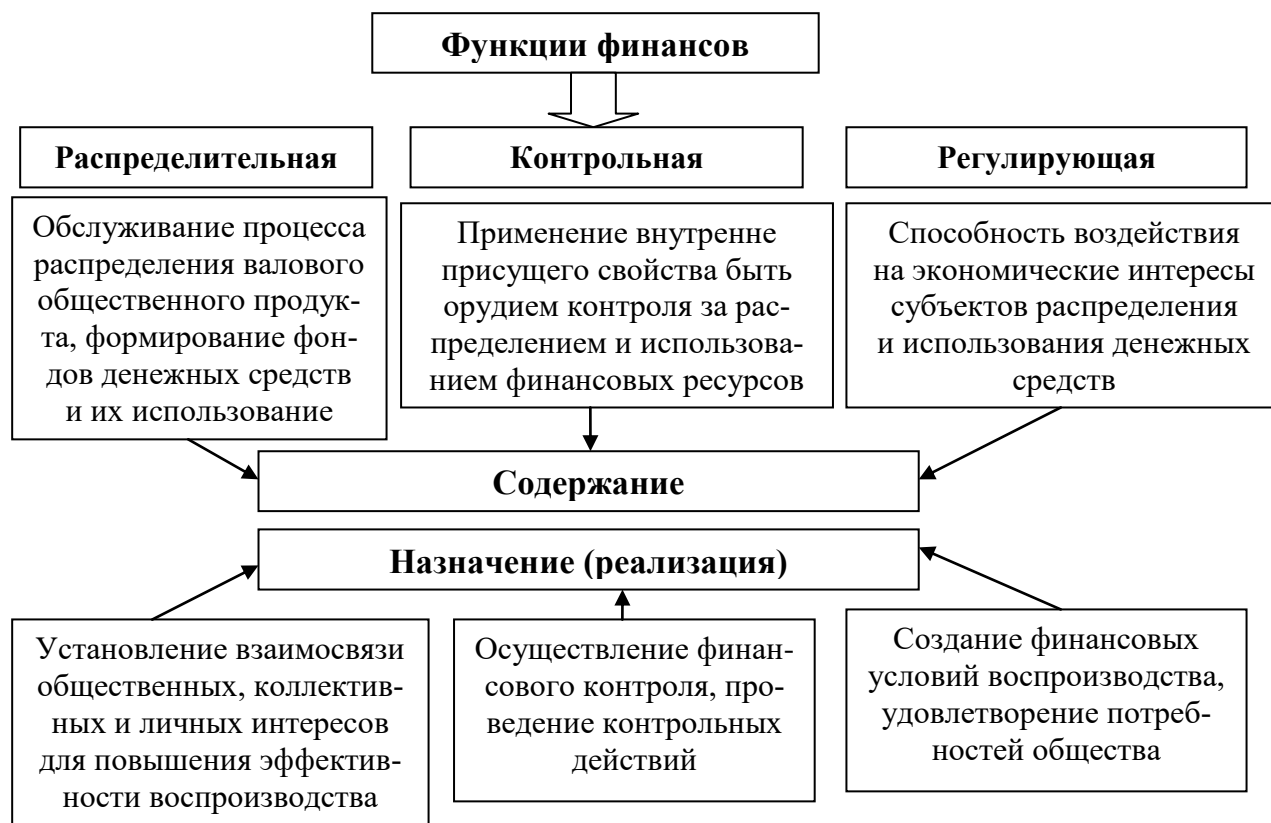 Функции финансов
Распределительная
Контрольная
Регулирующая
Обслуживание процесса
распределения валового
общественного продук-
та, формирование фон-
дов денежных средств
и их использование
Применение внутренне
присущего свойства быть
орудием контроля за рас-
пределением и использова-
нием финансовых ресурсов
Способность воздействия
на экономические интересы
субъектов распределения
и использования денежных
средств
Содержание
Назначение (реализация)
Установление взаимосвязи
общественных, коллектив-
ных и личных интересов
для повышения эффектив-
ности воспроизводства
Осуществление финан-
сового контроля, про-
ведение контрольных
действий
Создание финансовых
условий воспроизводства,
удовлетворение потреб-
ностей общества